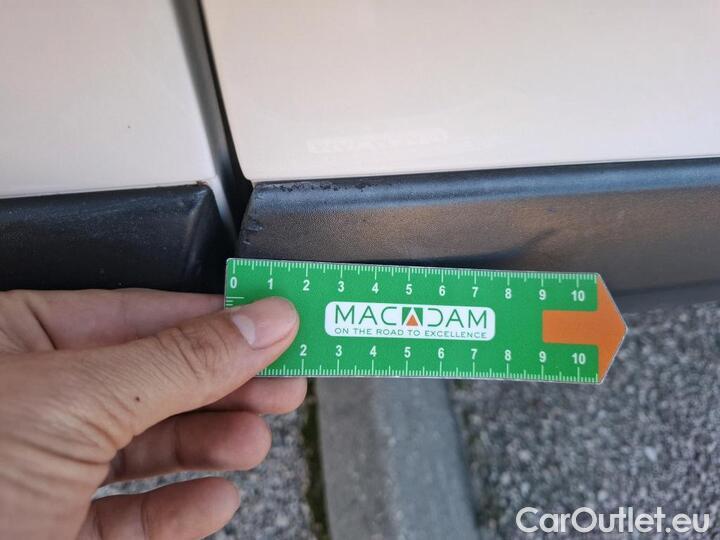 0 1 2 3 4 5 6 7 8 9 10
MACADAM
ON THE ROAD TO EXCELLENCE
2 3 4 5 6 7 8 9 10
CarOutlet.eu